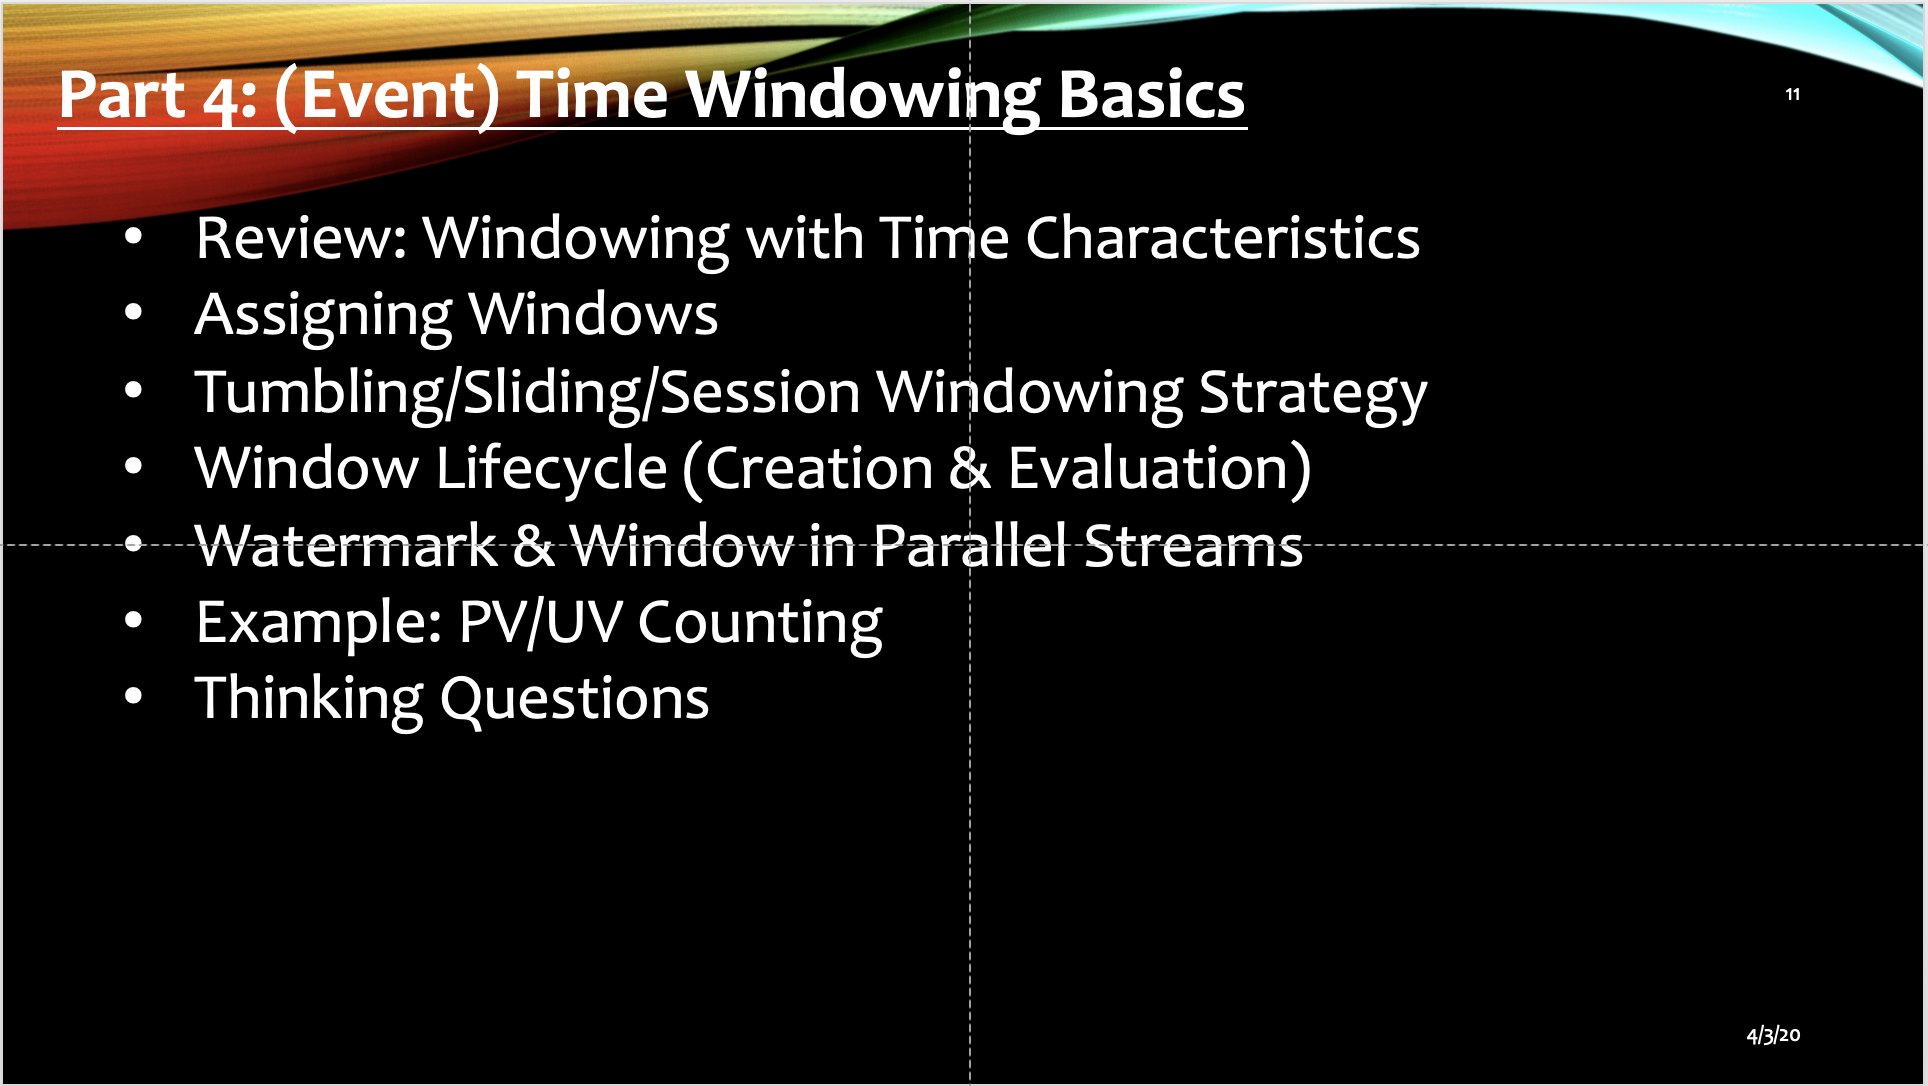 Part 4: (Event) Time Windowing Basics
11
• Review: Windowing with Time Characteristics
• Assigning Windows
• Tumbling/Sliding/Session Windowing Strategy
• Window Lifecycle (Creation & Evaluation)
• Watermark & Window in Parallel Streams
• Example: PV/UV Counting
• Thinking Questions
4/3/20